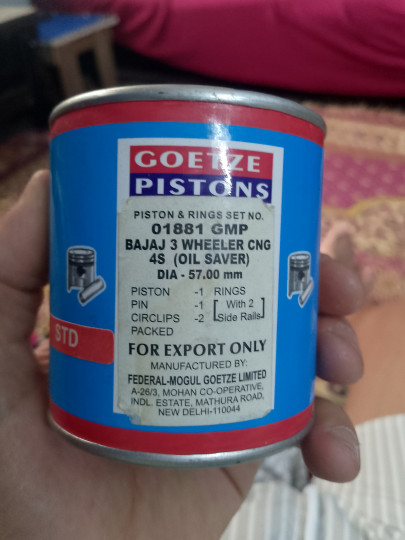 GOETZE
PISTONS
PISTON & RINGS SET NO.
01881 GMP
BAJAJ 3 WHEELER CNG
4S (OIL SAVER)
DIA - 57.00 mm
PISTON -1 RINGS
PIN -1 [With 2
CIRCLIPS -2 Side Rails]
PACKED
FOR EXPORT ONLY
MANUFACTURED BY:
FEDERAL-MOGUL GOETZE LIMITED
A-26/3, MOHAN CO-OPERATIVE,
INDL. ESTATE, MATHURA ROAD,
NEW DELHI-110044
STD